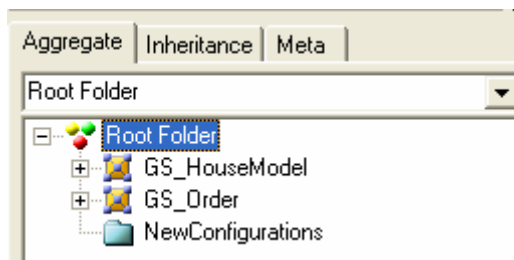 Aggregate Inheritance Meta
Root Folder
Root Folder
GS_HouseModel
GS_Order
NewConfigurations